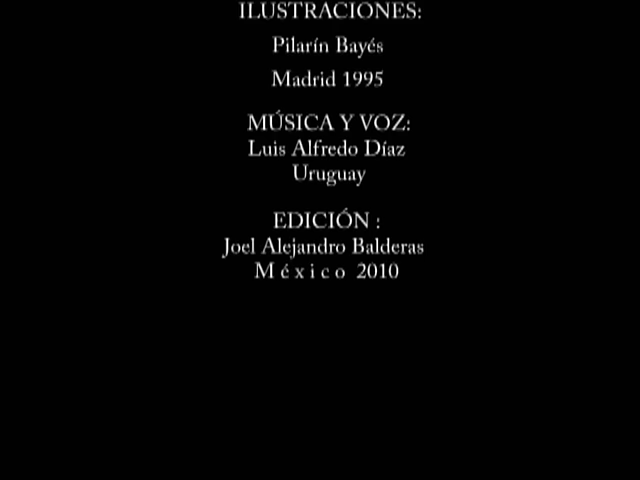 ILUSTRACIONES:
Pilarín Bayés
Madrid 1995
MÚSICA Y VOZ:
Luis Alfredo Díaz
Uruguay
EDICIÓN :
Joel Alejandro Balderas
M é x i c o 2010